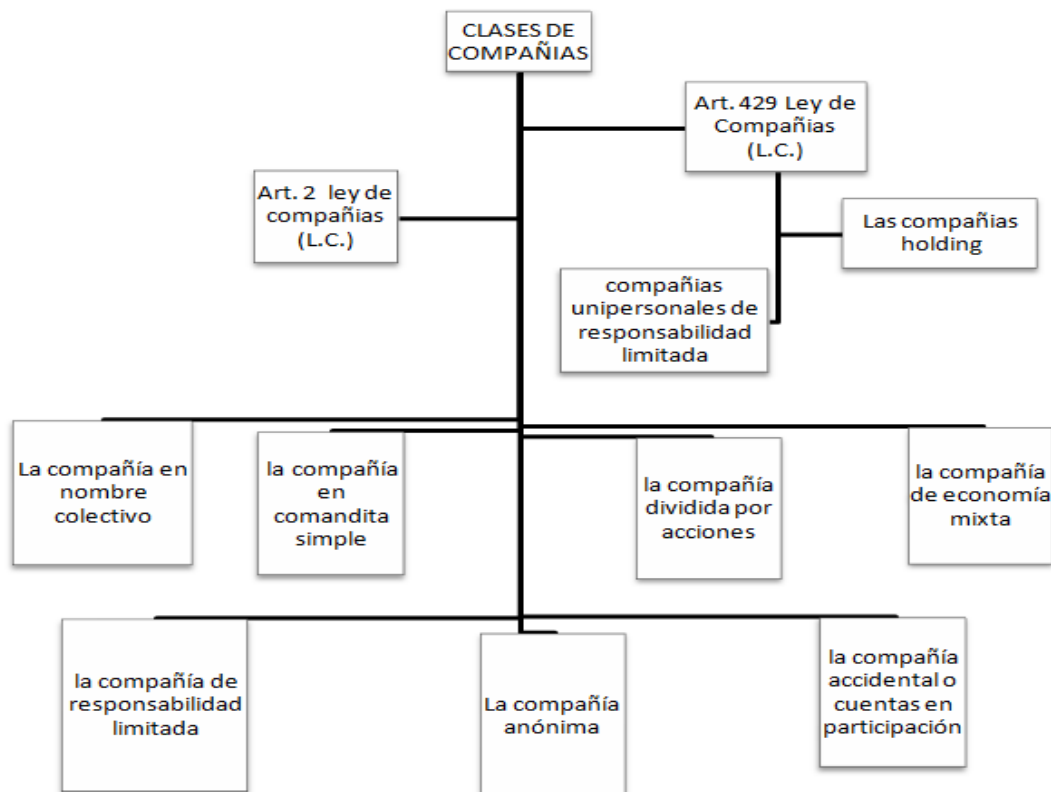 CLASES DE
COMPAÑIAS
Art. 429 Ley de
Compañias
(L.C.)
Art. 2 ley de
compañias
(L.C.)
Las compañias
holding
compañias
unipersonales de
responsabilidad
limitada
La compañía en
nombre
colectivo
la compañía
en
comandita
simple
la compañía
dividida por
acciones
la compañía
de economía
mixta
la compañía de
responsabilidad
limitada
La compañía
anónima
la compañía
accidental o
cuentas en
participación